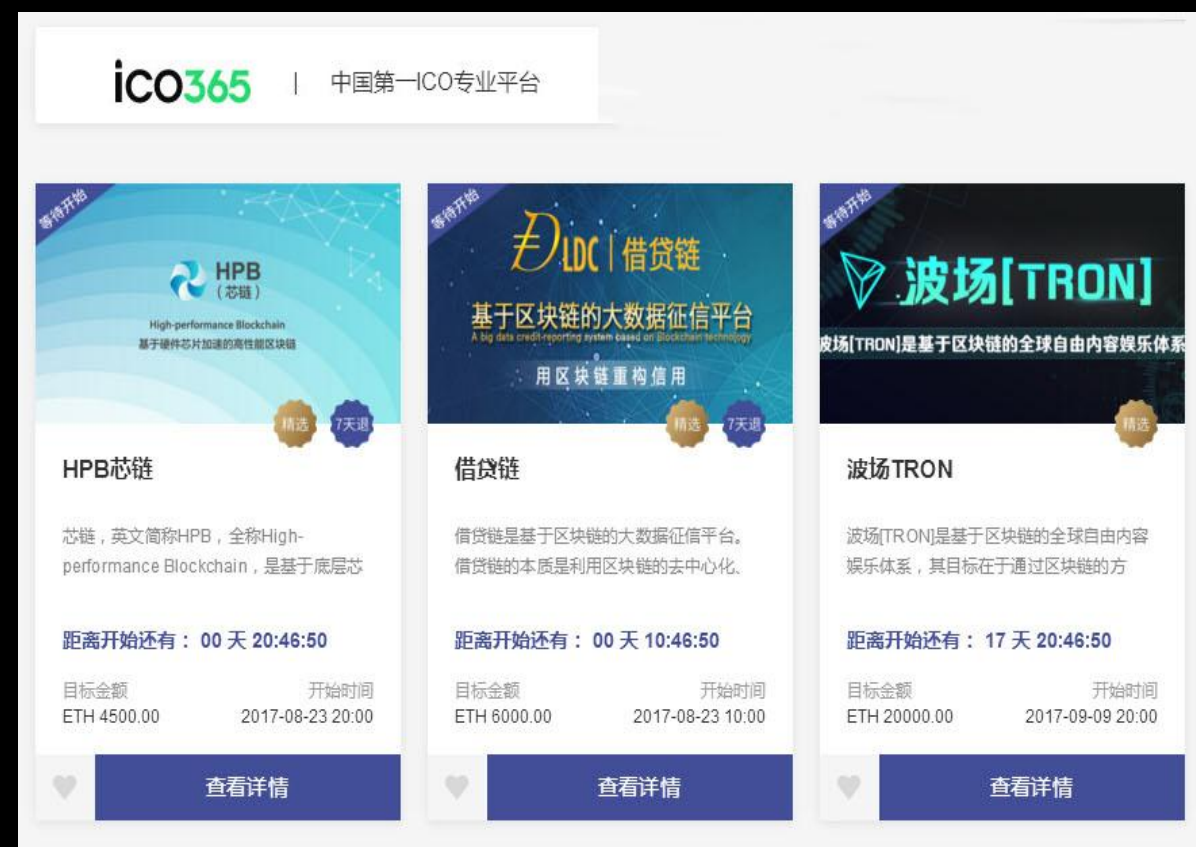 ico365 | 中国第一ICO专业平台
等待开始
HPB
(芯链)
High-performance Blockchain
基于硬件芯片加速的高性能区块链
精选
7天退
HPB芯链
芯链，英文简称HPB，全称High-
performance Blockchain，是基于底层芯
距离开始还有： 00 天 20:46:50
目标金额 开始时间
ETH 4500.00 2017-08-23 20:00
查看详情
等待开始
LDC | 借贷链
基于区块链的大数据征信平台
A big data credit-reporting system based on Blockchain technology
用区块链重构信用
精选
7天退
借贷链
借贷链是基于区块链的大数据征信平台。
借贷链的本质是利用区块链的去中心化、
距离开始还有： 00 天 10:46:50
目标金额 开始时间
ETH 6000.00 2017-08-23 10:00
查看详情
等待开始
波场[TRON]
波场[TRON]是基于区块链的全球自由内容娱乐体系
精选
波场TRON
波场[TRON]是基于区块链的全球自由内容
娱乐体系，其目标在于通过区块链的方
距离开始还有： 17 天 20:46:50
目标金额 开始时间
ETH 20000.00 2017-09-09 20:00
查看详情